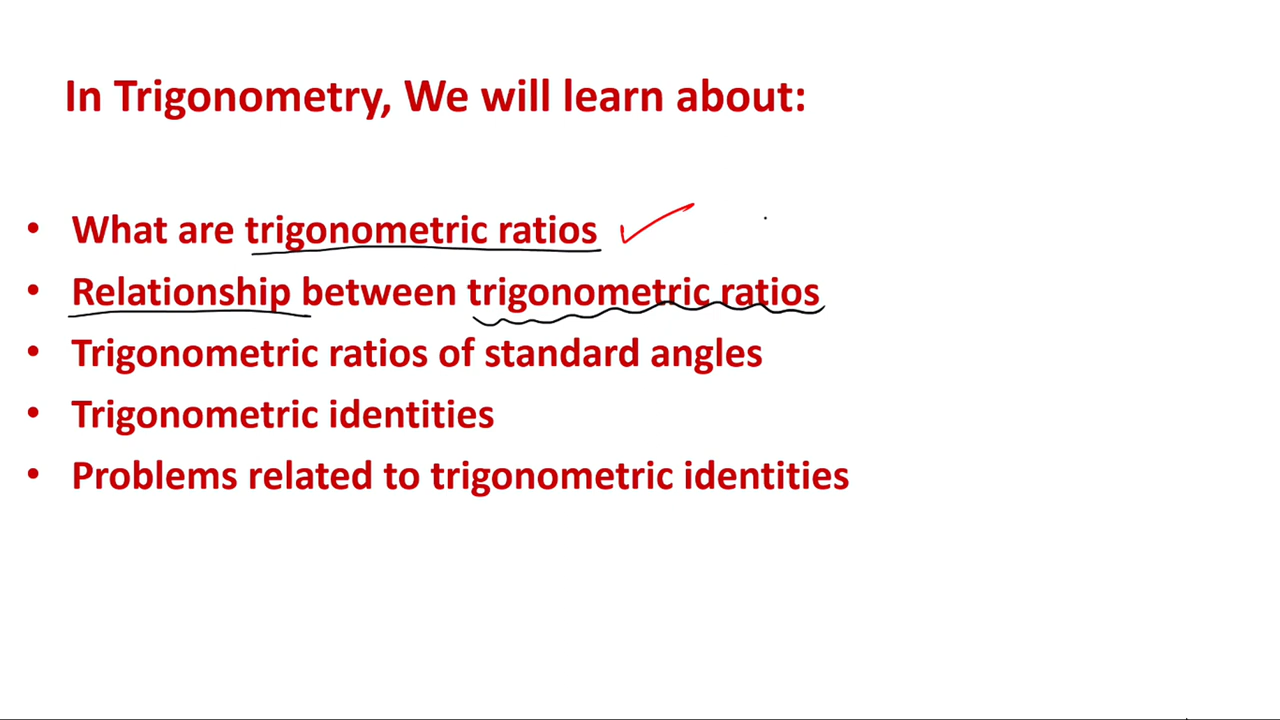 In Trigonometry, We will learn about:
• What are trigonometric ratios ✓
• Relationship between trigonometric ratios
• Trigonometric ratios of standard angles
• Trigonometric identities
• Problems related to trigonometric identities